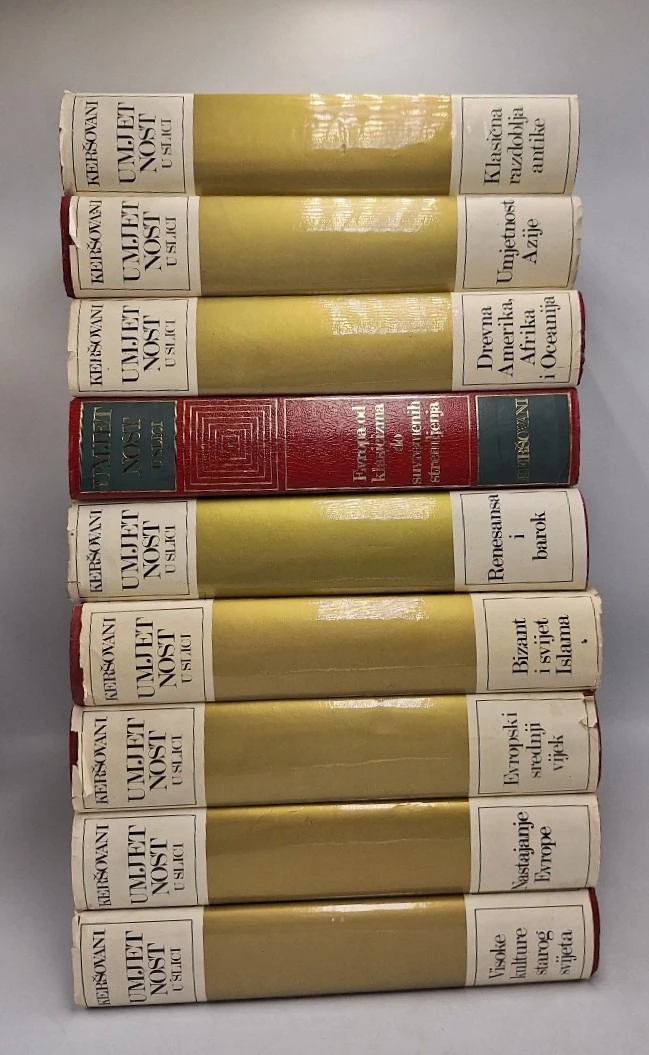 KERŠOVANI
UMJET
NOST
U SLICI
Klasična
razdoblja
antike
KERŠOVANI
UMJET
NOST
U SLICI
Umjetnost
Azije
KERŠOVANI
UMJET
NOST
U SLICI
Drevna
Amerika,
Afrika
i Oceanija
UMJET
NOST
U SLICI
Evropa od
klasicizma
do
suvremenih
stremljenja
KERŠOVANI
KERŠOVANI
UMJET
NOST
U SLICI
Renesansa
i
barok
KERŠOVANI
UMJET
NOST
U SLICI
Bizant
i svijet
Islama
KERŠOVANI
UMJET
NOST
U SLICI
Evropski
srednji
vijek
KERŠOVANI
UMJET
NOST
U SLICI
Nastajanje
Evrope
KERŠOVANI
UMJET
NOST
U SLICI
Visoke
kulture
starog
svijeta